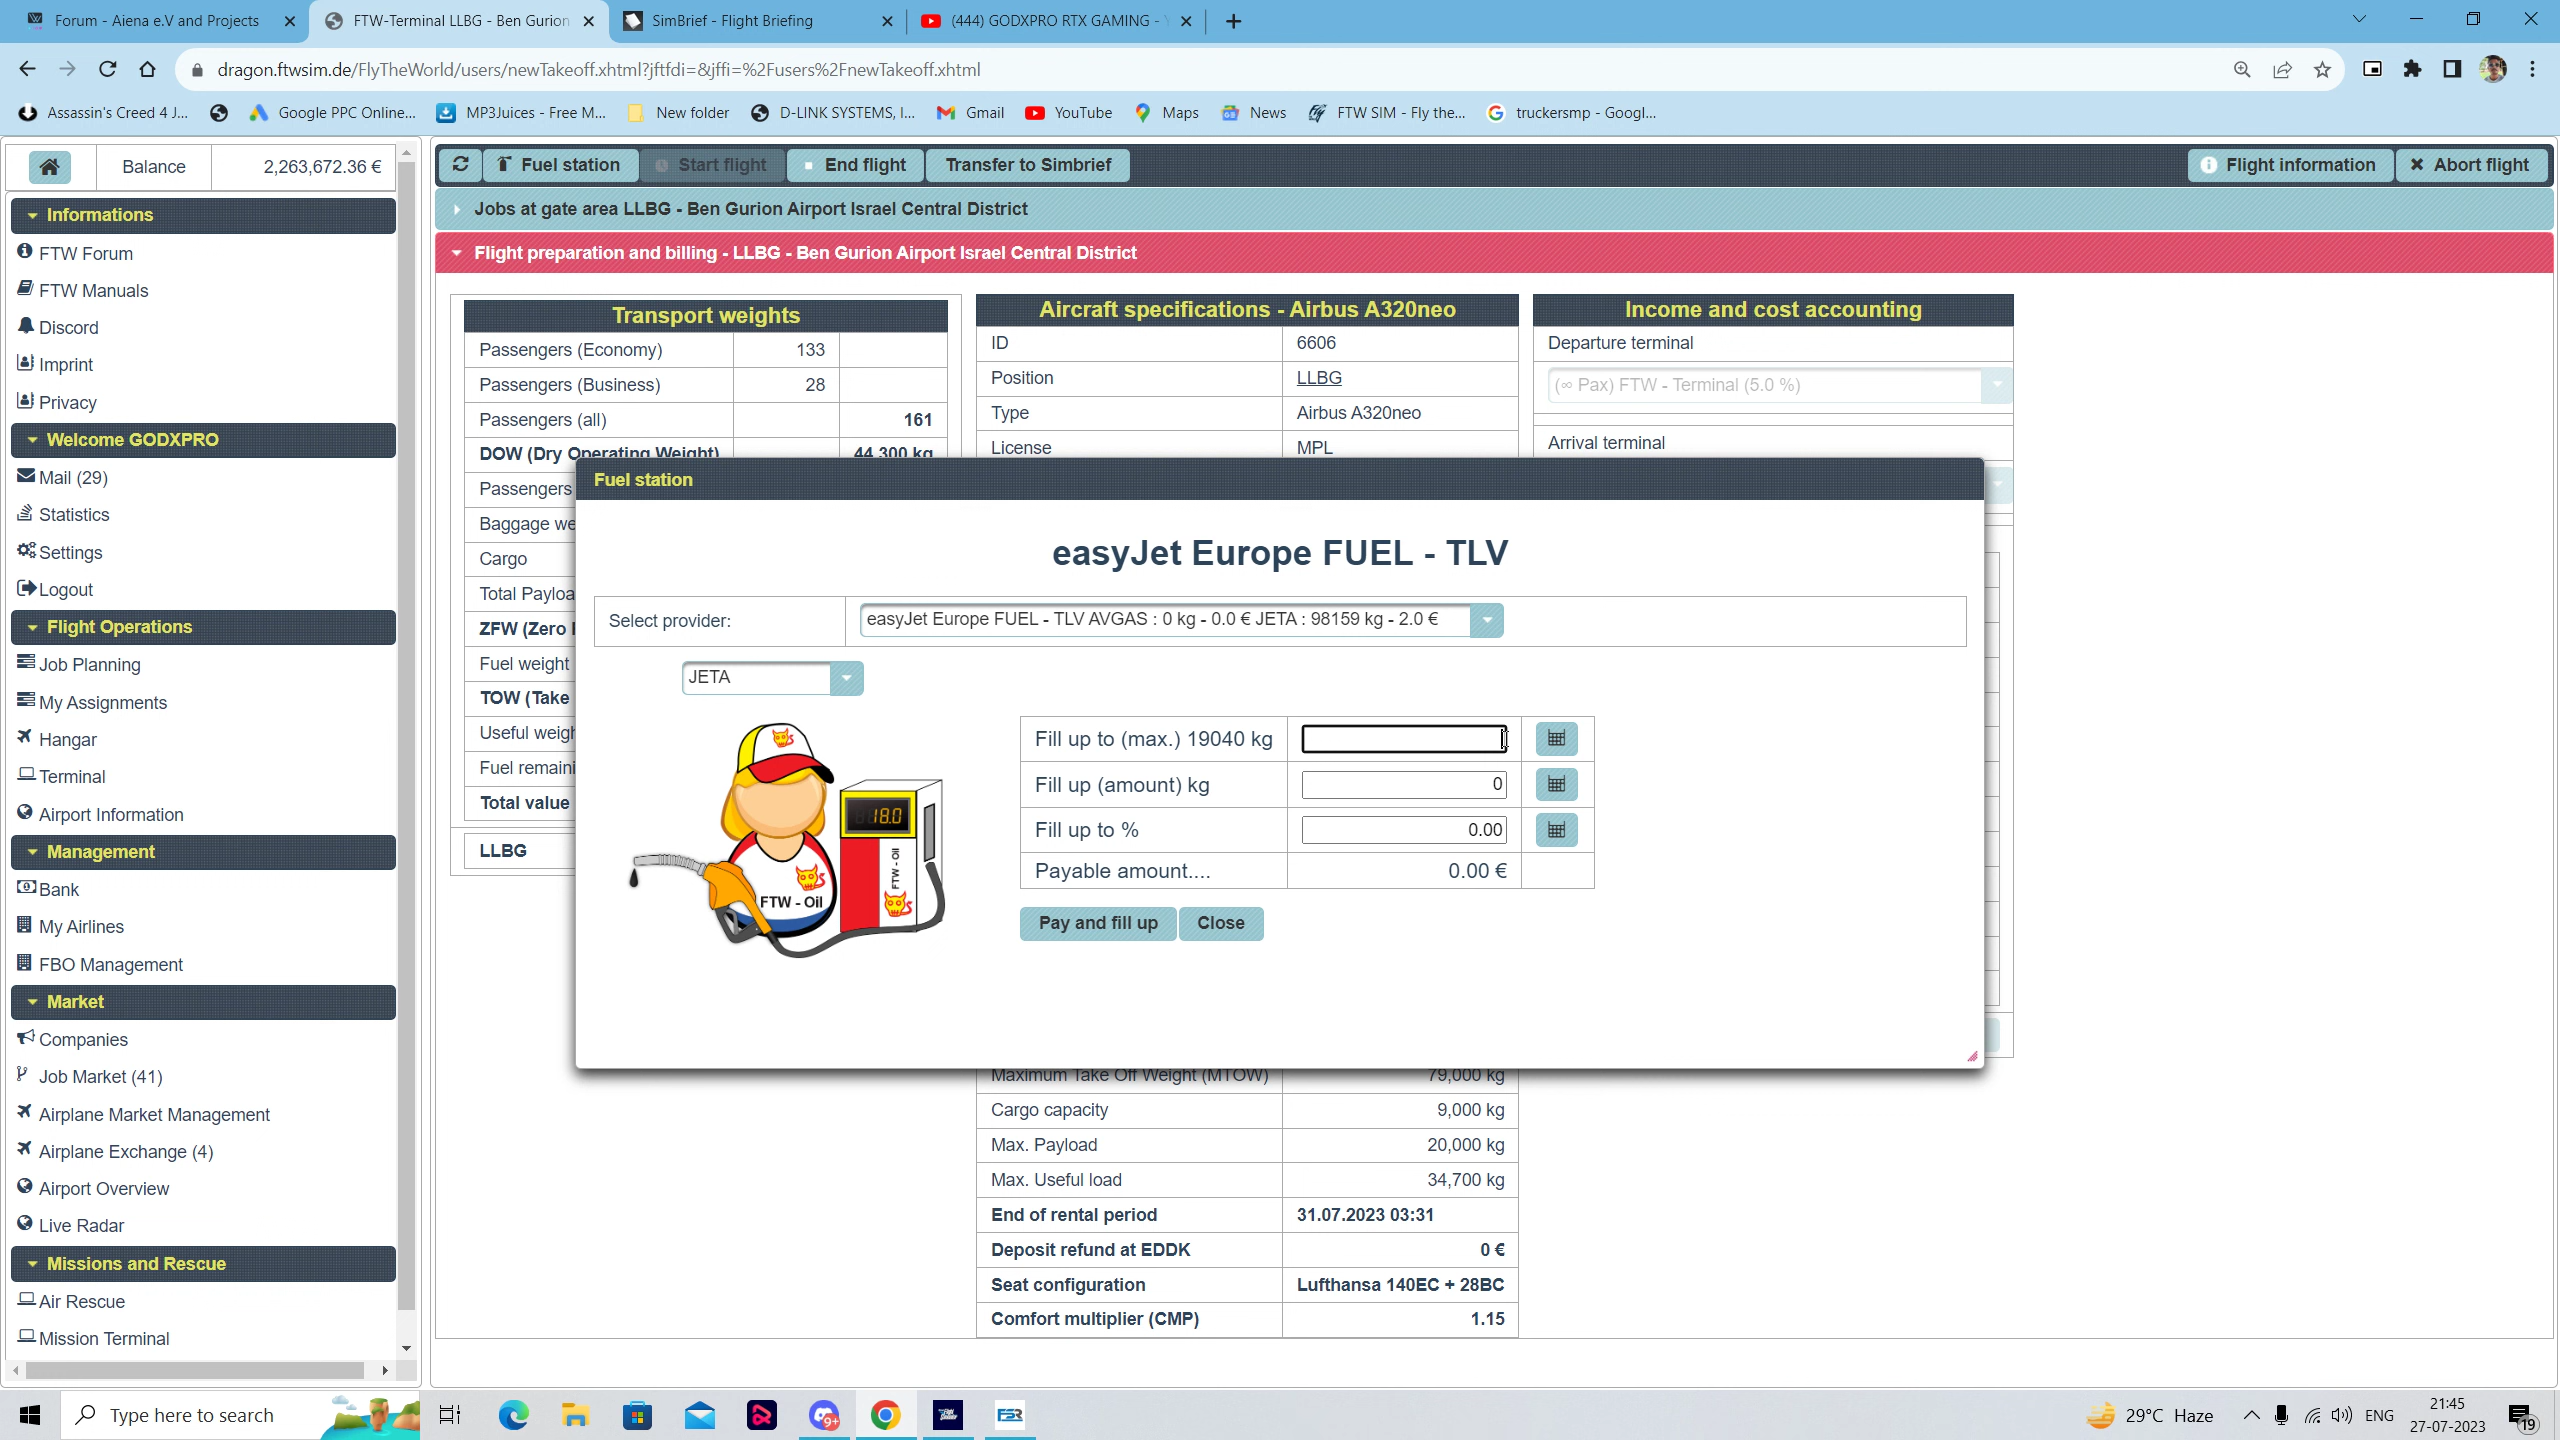 Forum - Aiena e.V and Projects
FTW-Terminal LLBG - Ben Gurion
SimBrief - Flight Briefing
(444) GODXPRO RTX GAMING -
dragon.ftwsim.de/FlyTheWorld/users/newTakeoff.xhtml?jftfdi=&jffi=%2Fusers%2FnewTakeoff.xhtml
Assassin's Creed 4 J...
Google PPC Online...
MP3Juices - Free M...
New folder
D-LINK SYSTEMS, I...
Gmail
YouTube
Maps
News
FTW SIM - Fly the...
truckersmp - Googl...
Balance
2,263,672.36 €
Fuel station
Start flight
End flight
Transfer to Simbrief
Flight information
Abort flight
Jobs at gate area LLBG - Ben Gurion Airport Israel Central District
Flight preparation and billing - LLBG - Ben Gurion Airport Israel Central District
Informations
FTW Forum
FTW Manuals
Discord
Imprint
Privacy
Welcome GODXPRO
Mail (29)
Statistics
Settings
Logout
Flight Operations
Job Planning
My Assignments
Hangar
Terminal
Airport Information
Management
Bank
My Airlines
FBO Management
Market
Companies
Job Market (41)
Airplane Market Management
Airplane Exchange (4)
Airport Overview
Live Radar
Missions and Rescue
Air Rescue
Mission Terminal
Transport weights
Passengers (Economy) 133
Passengers (Business) 28
Passengers (all) 161
DOW (Dry Operating Weight) 44,300 kg
Passengers
Baggage we
Cargo
Total Payloa
ZFW (Zero
Fuel weight
TOW (Take
Useful weigh
Fuel remaini
Total value
LLBG
Aircraft specifications - Airbus A320neo
ID 6606
Position LLBG
Type Airbus A320neo
License MPL
Income and cost accounting
Departure terminal
(∞ Pax) FTW - Terminal (5.0 %)
Arrival terminal
Fuel station
easyJet Europe FUEL - TLV
Select provider:
easyJet Europe FUEL - TLV AVGAS : 0 kg - 0.0 € JETA : 98159 kg - 2.0 €
JETA
18.0
FTW - Oil
FTW - Oil
Fill up to (max.) 19040 kg
Fill up (amount) kg 0
Fill up to % 0.00
Payable amount.... 0.00 €
Pay and fill up
Close
Maximum Take Off Weight (MTOW) 79,000 kg
Cargo capacity 9,000 kg
Max. Payload 20,000 kg
Max. Useful load 34,700 kg
End of rental period 31.07.2023 03:31
Deposit refund at EDDK 0 €
Seat configuration Lufthansa 140EC + 28BC
Comfort multiplier (CMP) 1.15
Type here to search
9+
FSR
29°C Haze
ENG
21:45
27-07-2023
19